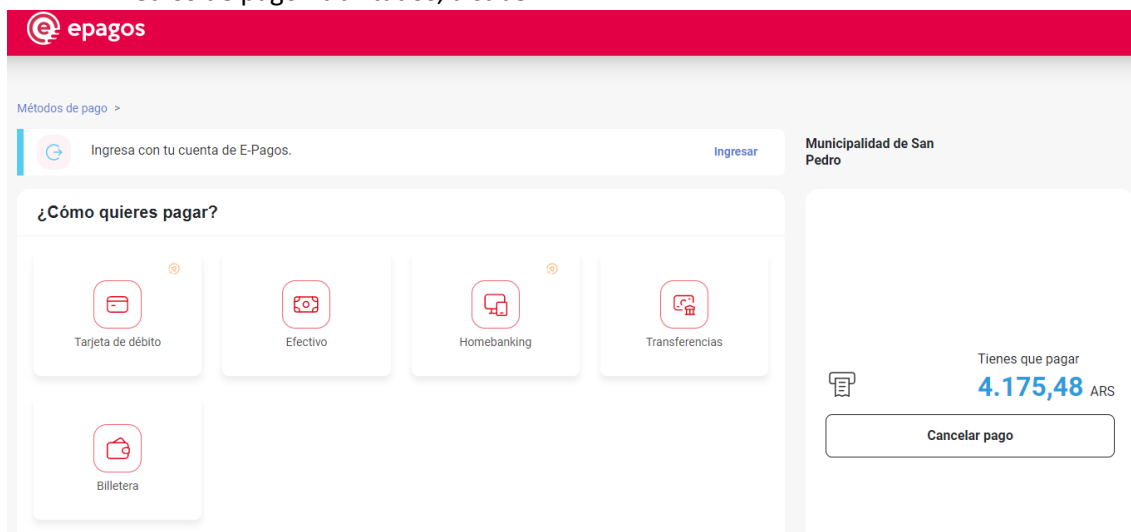 epagos
Métodos de pago >
Ingresa con tu cuenta de E-Pagos.
Ingresar
Municipalidad de San
Pedro
¿Cómo quieres pagar?
Tarjeta de débito
Efectivo
Homebanking
Transferencias
Billetera
Tienes que pagar
4.175,48 ARS
Cancelar pago